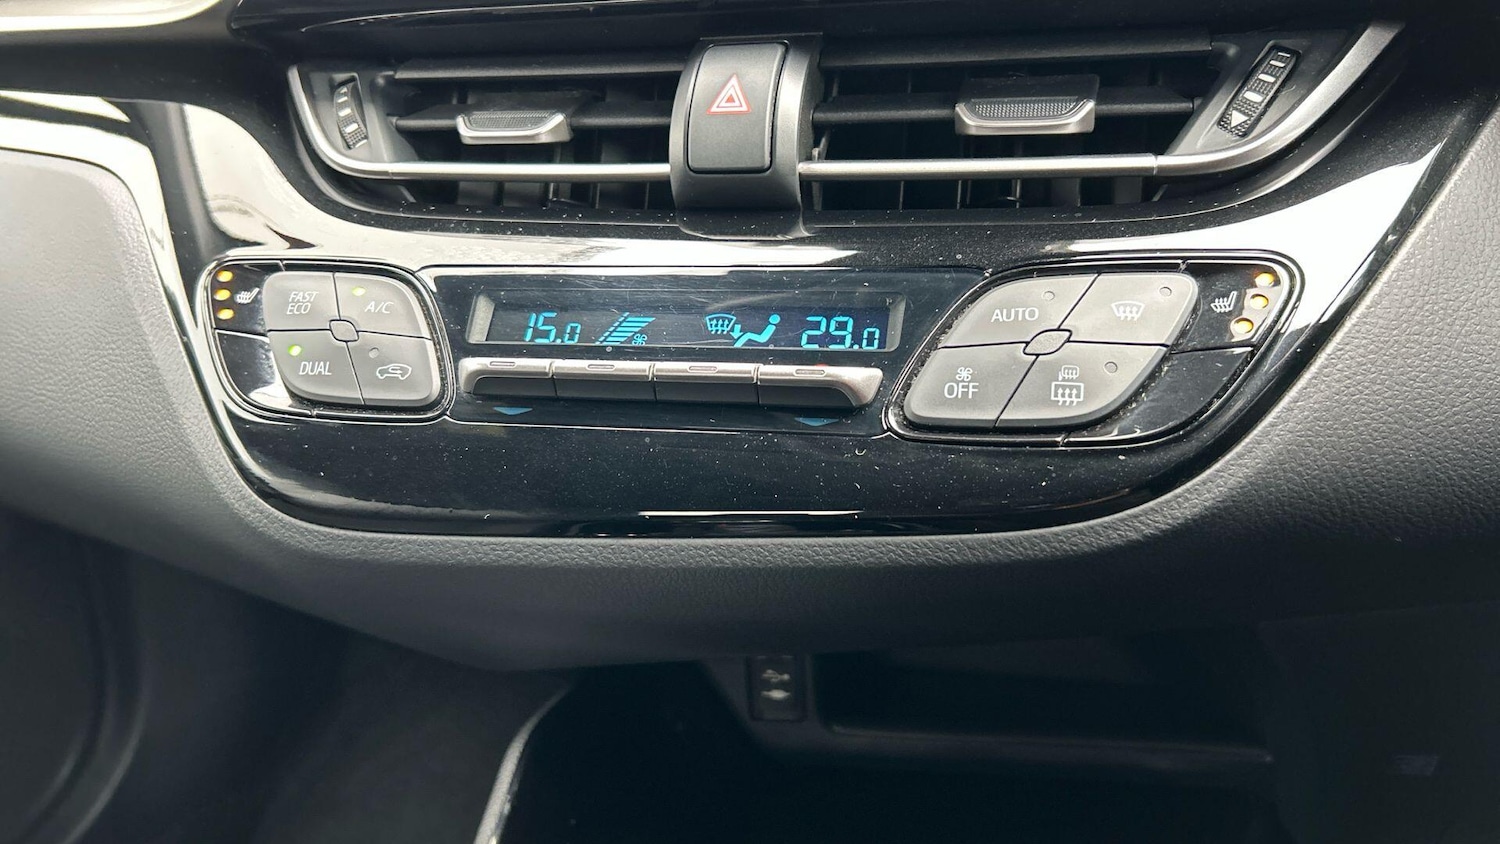 FAST
ECO
A/C
DUAL
15.0
29.0
AUTO
OFF